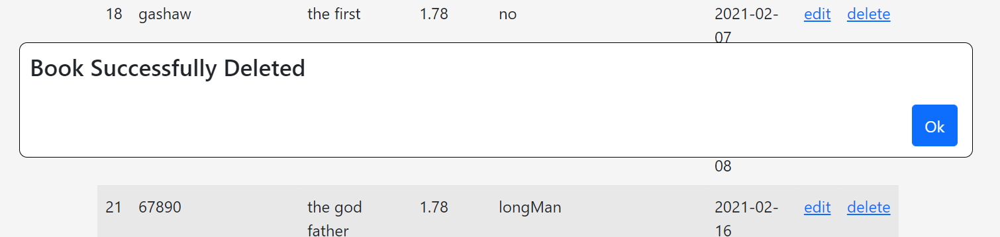 18 gashaw the first 1.78 no 2021-02- edit delete
07
Book Successfully Deleted
Ok
08
21 67890 the god 1.78 longMan 2021-02- edit delete
father 16